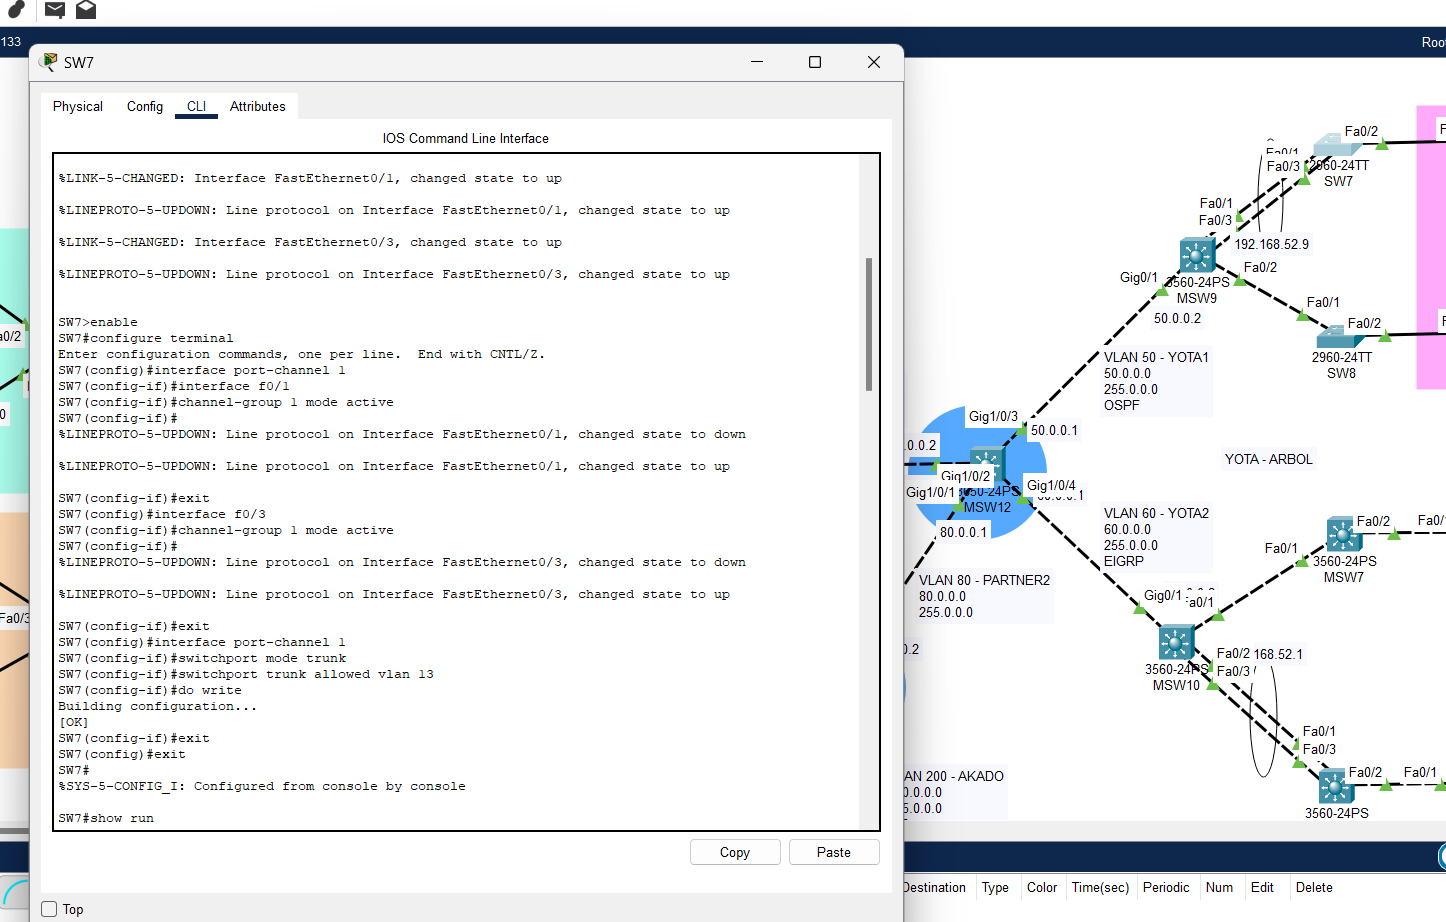 133
Roo
SW7
Physical
Config
CLI
Attributes
IOS Command Line Interface
%LINK-5-CHANGED: Interface FastEthernet0/1, changed state to up
%LINEPROTO-5-UPDOWN: Line protocol on Interface FastEthernet0/1, changed state to up
%LINK-5-CHANGED: Interface FastEthernet0/3, changed state to up
%LINEPROTO-5-UPDOWN: Line protocol on Interface FastEthernet0/3, changed state to up
SW7>enable
SW7#configure terminal
Enter configuration commands, one per line.  End with CNTL/Z.
SW7(config)#interface port-channel 1
SW7(config-if)#interface f0/1
SW7(config-if)#channel-group 1 mode active
SW7(config-if)#
%LINEPROTO-5-UPDOWN: Line protocol on Interface FastEthernet0/1, changed state to down
%LINEPROTO-5-UPDOWN: Line protocol on Interface FastEthernet0/1, changed state to up
SW7(config-if)#exit
SW7(config)#interface f0/3
SW7(config-if)#channel-group 1 mode active
SW7(config-if)#
%LINEPROTO-5-UPDOWN: Line protocol on Interface FastEthernet0/3, changed state to down
%LINEPROTO-5-UPDOWN: Line protocol on Interface FastEthernet0/3, changed state to up
SW7(config-if)#exit
SW7(config)#interface port-channel 1
SW7(config-if)#switchport mode trunk
SW7(config-if)#switchport trunk allowed vlan 13
SW7(config-if)#do write
Building configuration...
[OK]
SW7(config-if)#exit
SW7(config)#exit
SW7#
%SYS-5-CONFIG_I: Configured from console by console
SW7#show run
Copy
Paste
Top
a0/2
0
Fa0/3
Fa0/2
F
Fa0/1
Fa0/3
2960-24TT
SW7
Fa0/1
Fa0/3
192.168.52.9
Fa0/2
Gig0/1
3560-24PS
MSW9
50.0.0.2
Fa0/1
Fa0/2
F
2960-24TT
SW8
VLAN 50 - YOTA1
50.0.0.0
255.0.0.0
OSPF
Gig1/0/3
50.0.0.1
.0.0.2
YOTA - ARBOL
Gig1/0/2
Gig1/0/1
Gig1/0/4
MSW12
80.0.0.1
VLAN 60 - YOTA2
60.0.0.0
255.0.0.0
EIGRP
Fa0/2
Fa0/
Fa0/1
3560-24PS
MSW7
VLAN 80 - PARTNER2
80.0.0.0
255.0.0.0
Gig0/1
Fa0/1
0.2
Fa0/2
168.52.1
Fa0/3
3560-24PS
MSW10
Fa0/1
Fa0/3
Fa0/2
Fa0/1
3560-24PS
AN 200 - AKADO
0.0.0.0
5.0.0.0
Destination
Type
Color
Time(sec)
Periodic
Num
Edit
Delete